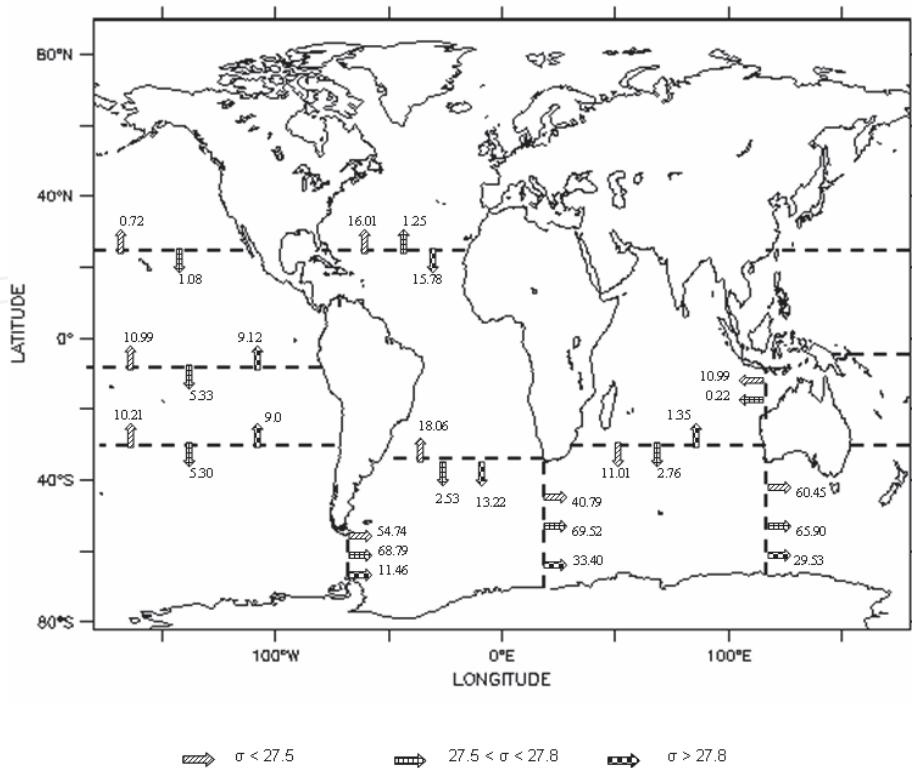 80°N
40°N
0°
40°S
80°S
LATITUDE
0.72
1.08
16.01
1.25
15.78
10.99
9.12
5.33
10.21
9.0
5.30
18.06
2.53
13.22
1.35
11.01
2.76
10.99
0.22
40.79
69.52
33.40
60.45
65.90
29.53
54.74
68.79
11.46
100°W
0°E
100°E
LONGITUDE
σ < 27.5
27.5 < σ < 27.8
σ > 27.8